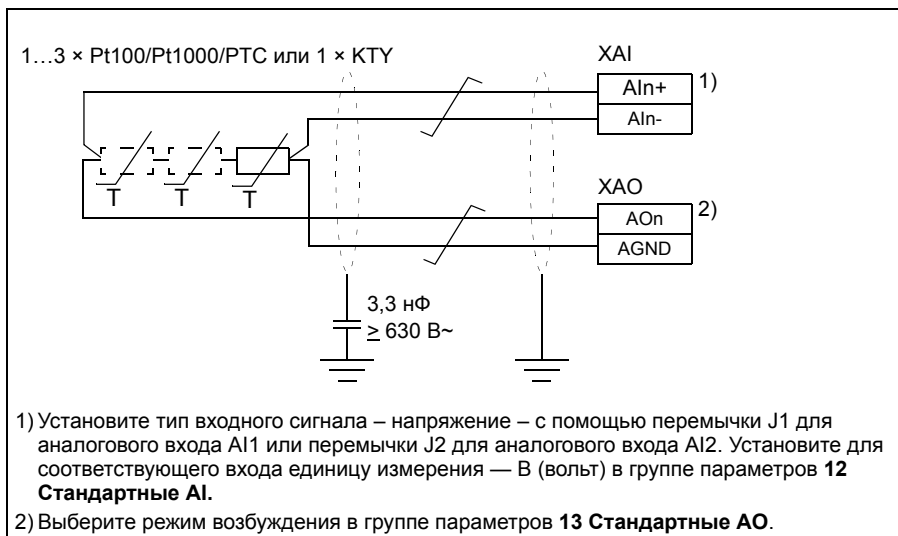 1…3 × Pt100/Pt1000/PTC или 1 × KTY
XAI
AIn+
1)
AIn-
T
T
T
XAO
AOn
2)
AGND
3,3 нФ
≥ 630 В~
1) Установите тип входного сигнала – напряжение – с помощью перемычки J1 для
аналогового входа AI1 или перемычки J2 для аналогового входа AI2. Установите для
соответствующего входа единицу измерения — В (вольт) в группе параметров 12
Стандартные AI.
2) Выберите режим возбуждения в группе параметров 13 Стандартные AO.